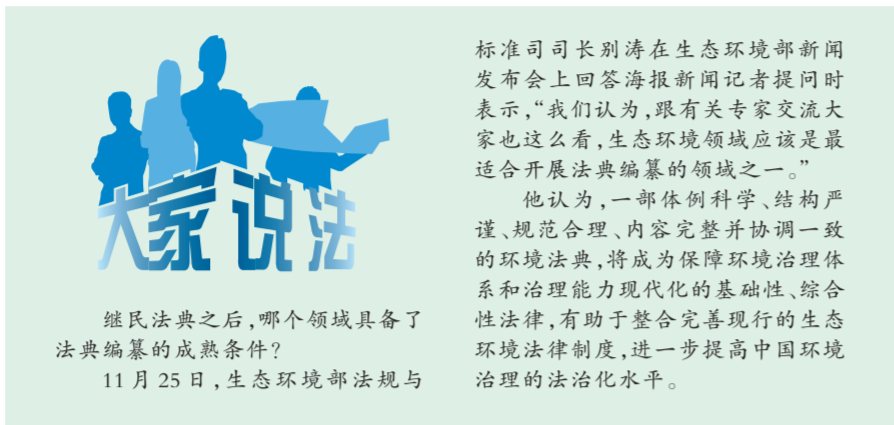 大家说法
继民法典之后,哪个领域具备了
法典编纂的成熟条件?
11月25日,生态环境部法规与
标准司司长别涛在生态环境部新闻
发布会上回答海报新闻记者提问时
表示,“我们认为,跟有关专家交流大
家也这么看,生态环境领域应该是最
适合开展法典编纂的领域之一。”
他认为,一部体例科学、结构严
谨、规范合理、内容完整并协调一致
的环境法典,将成为保障环境治理体
系和治理能力现代化的基础性、综合
性法律,有助于整合完善现行的生态
环境法律制度,进一步提高中国环境
治理的法治化水平。